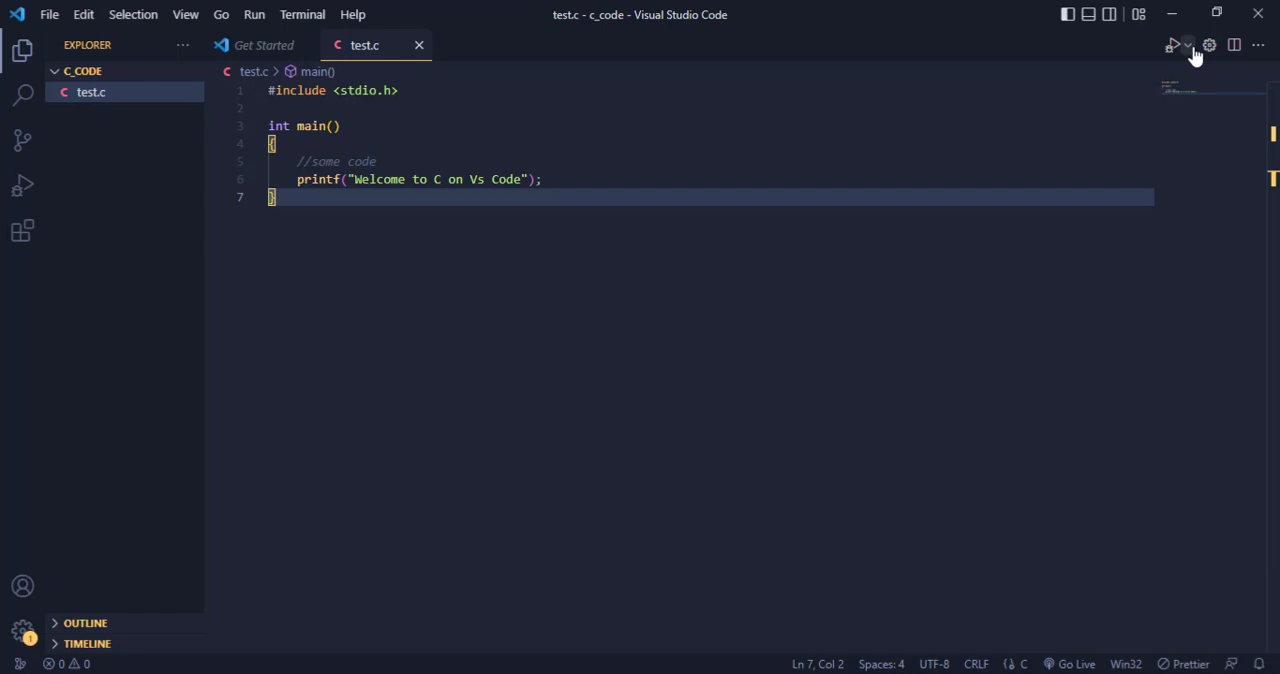 File Edit Selection View Go Run Terminal Help test.c - c_code - Visual Studio Code
EXPLORER Get Started C test.c
C_CODE
C test.c
C test.c > main()
1 #include <stdio.h>
2
3 int main()
4 {
5 //some code
6 printf("Welcome to C on Vs Code");
7 }
OUTLINE
1
TIMELINE
0 0 Ln 7, Col 2 Spaces: 4 UTF-8 CRLF C Go Live Win32 Prettier